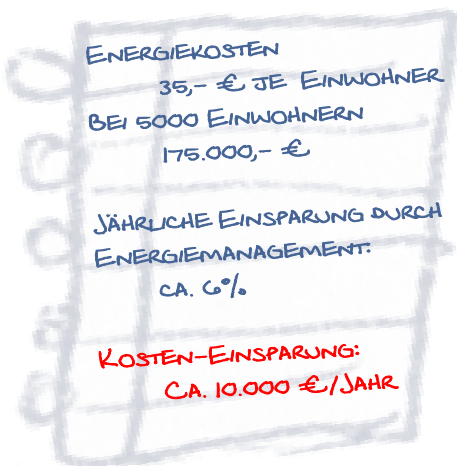 Energiekosten
35,- € je Einwohner
Bei 5000 Einwohnern
175.000,- €
Jährliche Einsparung durch
Energiemanagement:
ca. 6%
Kosten-Einsparung:
Ca. 10.000 €/Jahr